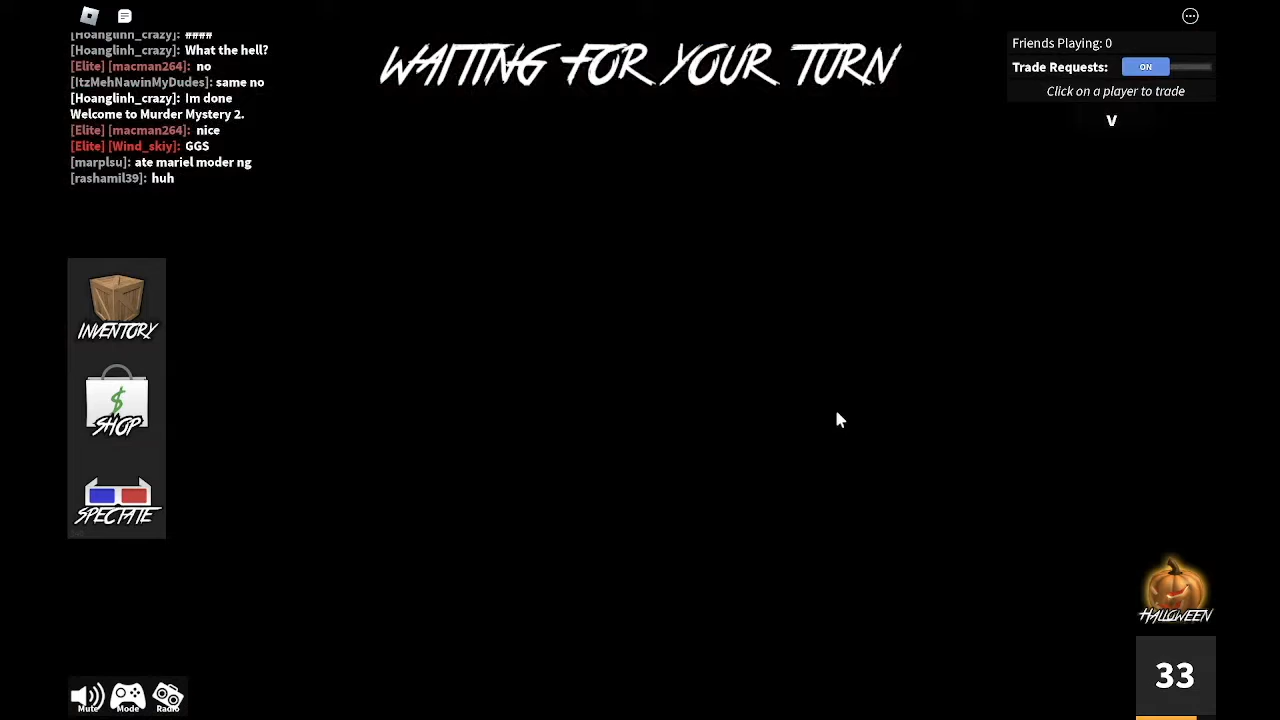 [Hoanglinh_crazy]: ####
[Hoanglinh_crazy]: What the hell?
[Elite] [macman264]: no
[ItzMehNawinMyDudes]: same no
[Hoanglinh_crazy]: Im done
Welcome to Murder Mystery 2.
[Elite] [macman264]: nice
[Elite] [Wind_skiy]: GGS
[marplsu]: ate mariel moder ng
[rashamil39]: huh
WAITING FOR YOUR TURN
Friends Playing: 0
Trade Requests: ON
Click on a player to trade
V
INVENTORY
$
SHOP
SPECTATE
HALLOWEEN
33
Mute
Mode
Radio